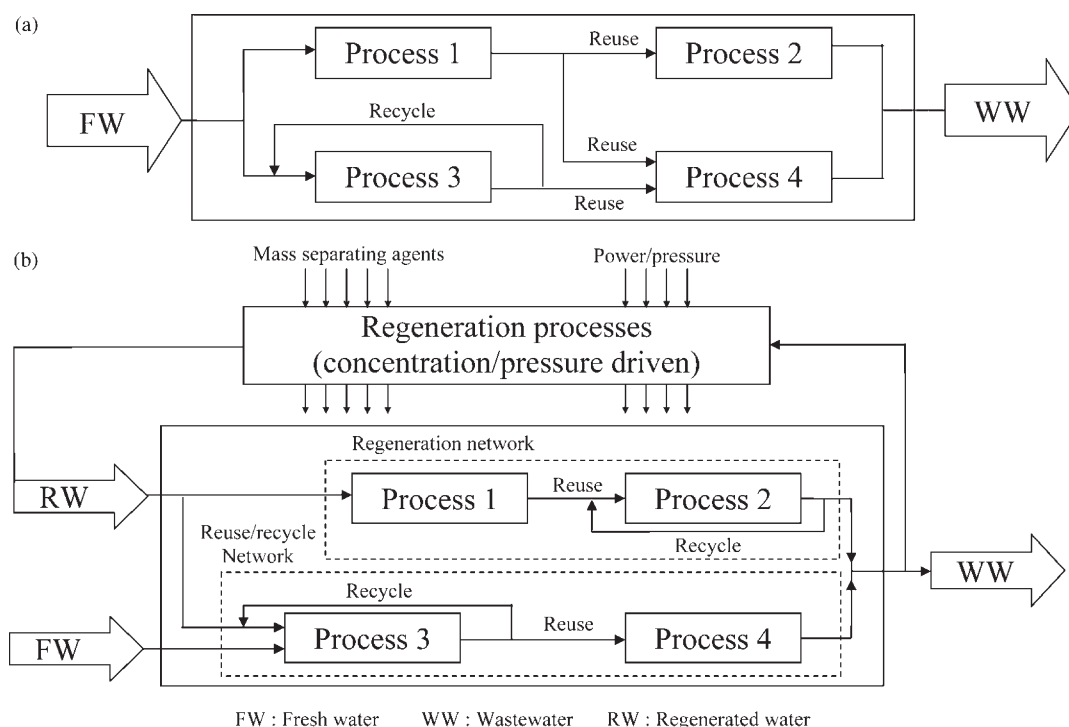 (a)
Process 1
Reuse
Process 2
FW
Recycle
WW
Reuse
Process 3
Process 4
Reuse
(b)
Mass separating agents
Power/pressure
Regeneration processes
(concentration/pressure driven)
Regeneration network
RW
Process 1
Reuse
Process 2
Reuse/recycle
Network
Recycle
WW
Recycle
FW
Process 3
Reuse
Process 4
FW : Fresh water WW : Wastewater RW : Regenerated water